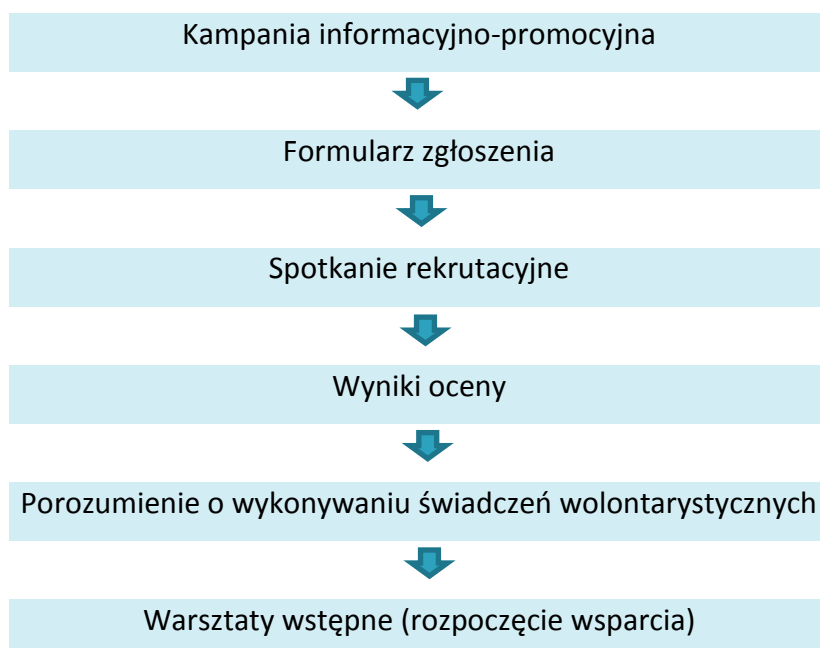 Kampania informacyjno-promocyjna
Formularz zgłoszenia
Spotkanie rekrutacyjne
Wyniki oceny
Porozumienie o wykonywaniu świadczeń wolontarystycznych
Warsztaty wstępne (rozpoczęcie wsparcia)